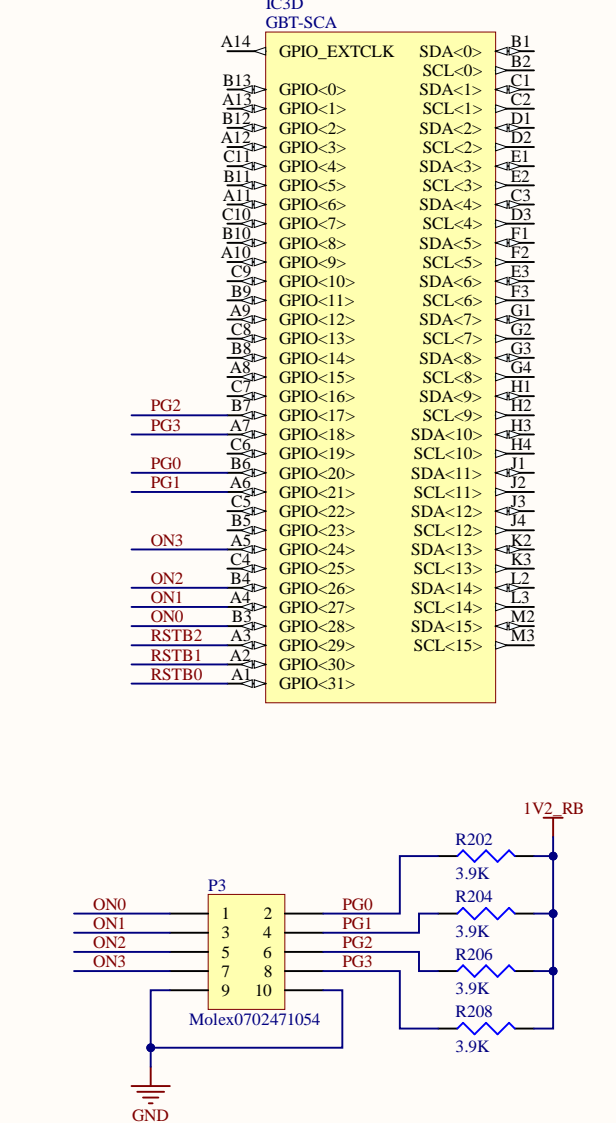 IC3D
GBT-SCA
A14 GPIO_EXTCLK SDA<0> B1
SCL<0> B2
B13 GPIO<0> SDA<1> C1
A13 GPIO<1> SCL<1> C2
B12 GPIO<2> SDA<2> D1
A12 GPIO<3> SCL<2> D2
C11 GPIO<4> SDA<3> E1
B11 GPIO<5> SCL<3> E2
A11 GPIO<6> SDA<4> C3
C10 GPIO<7> SCL<4> D3
B10 GPIO<8> SDA<5> F1
A10 GPIO<9> SCL<5> F2
C9 GPIO<10> SDA<6> E3
B9 GPIO<11> SCL<6> F3
A9 GPIO<12> SDA<7> G1
C8 GPIO<13> SCL<7> G2
B8 GPIO<14> SDA<8> G3
A8 GPIO<15> SCL<8> G4
C7 GPIO<16> SDA<9> H1
PG2 B7 GPIO<17> SCL<9> H2
PG3 A7 GPIO<18> SDA<10> H3
C6 GPIO<19> SCL<10> H4
PG0 B6 GPIO<20> SDA<11> J1
PG1 A6 GPIO<21> SCL<11> J2
C5 GPIO<22> SDA<12> J3
B5 GPIO<23> SCL<12> J4
ON3 A5 GPIO<24> SDA<13> K2
C4 GPIO<25> SCL<13> K3
ON2 B4 GPIO<26> SDA<14> L2
ON1 A4 GPIO<27> SCL<14> L3
ON0 B3 GPIO<28> SDA<15> M2
RSTB2 A3 GPIO<29> SCL<15> M3
RSTB1 A2 GPIO<30>
RSTB0 A1 GPIO<31>
1V2_RB
R202
3.9K
P3
ON0 1 2 PG0
R204
ON1 3 4 PG1
3.9K
ON2 5 6 PG2
R206
ON3 7 8 PG3
3.9K
9 10
R208
Molex0702471054
3.9K
GND